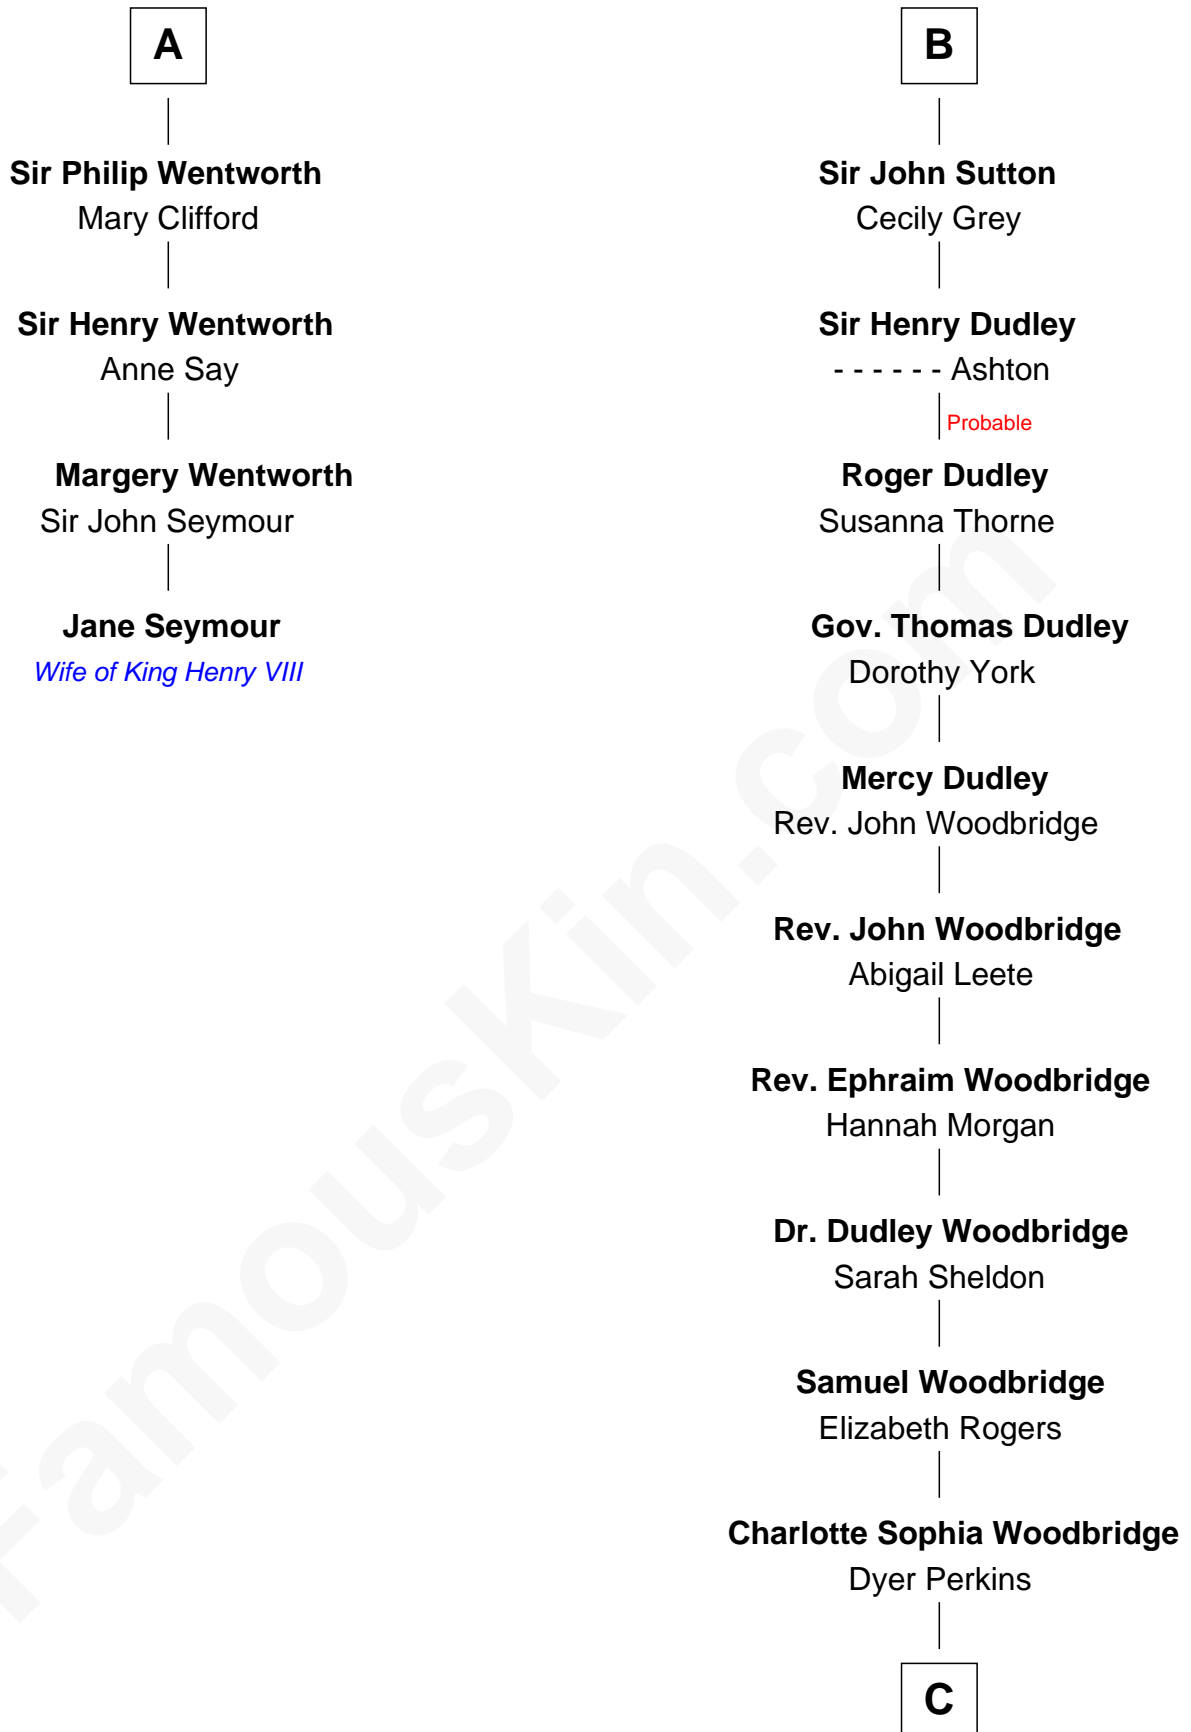 A
Sir Philip Wentworth
Mary Clifford
Sir Henry Wentworth
Anne Say
Margery Wentworth
Sir John Seymour
Jane Seymour
Wife of King Henry VIII
B
Sir John Sutton
Cecily Grey
Sir Henry Dudley
- - - - - - Ashton
Probable
Roger Dudley
Susanna Thorne
Gov. Thomas Dudley
Dorothy York
Mercy Dudley
Rev. John Woodbridge
Rev. John Woodbridge
Abigail Leete
Rev. Ephraim Woodbridge
Hannah Morgan
Dr. Dudley Woodbridge
Sarah Sheldon
Samuel Woodbridge
Elizabeth Rogers
Charlotte Sophia Woodbridge
Dyer Perkins
C
FamousKin.com